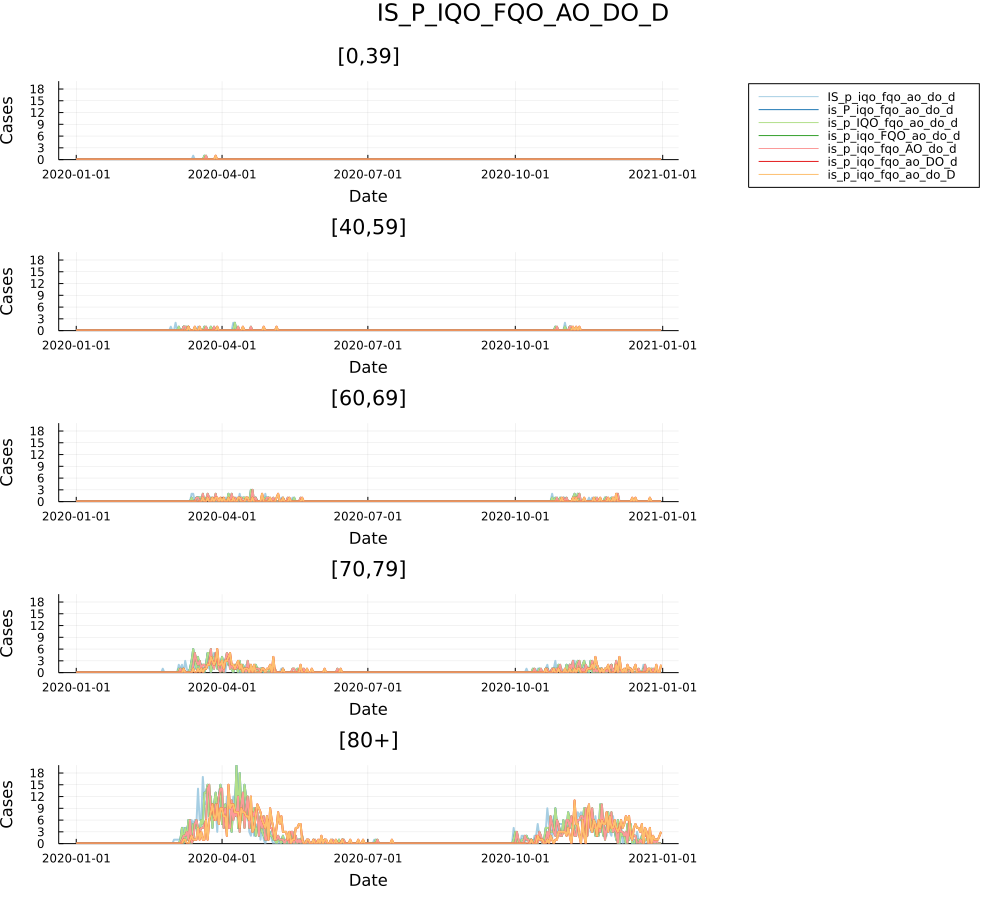 IS_P_IQO_FQO_AO_DO_D
[0,39]
Cases
18
15
12
9
6
3
0
2020-01-01 2020-04-01 2020-07-01 2020-10-01 2021-01-01
Date
IS_p_iqo_fqo_ao_do_d
is_P_iqo_fqo_ao_do_d
is_p_IQO_fqo_ao_do_d
is_p_iqo_FQO_ao_do_d
is_p_iqo_fqo_AO_do_d
is_p_iqo_fqo_ao_DO_d
is_p_iqo_fqo_ao_do_D
[40,59]
Cases
18
15
12
9
6
3
0
2020-01-01 2020-04-01 2020-07-01 2020-10-01 2021-01-01
Date
[60,69]
Cases
18
15
12
9
6
3
0
2020-01-01 2020-04-01 2020-07-01 2020-10-01 2021-01-01
Date
[70,79]
Cases
18
15
12
9
6
3
0
2020-01-01 2020-04-01 2020-07-01 2020-10-01 2021-01-01
Date
[80+]
Cases
18
15
12
9
6
3
0
2020-01-01 2020-04-01 2020-07-01 2020-10-01 2021-01-01
Date